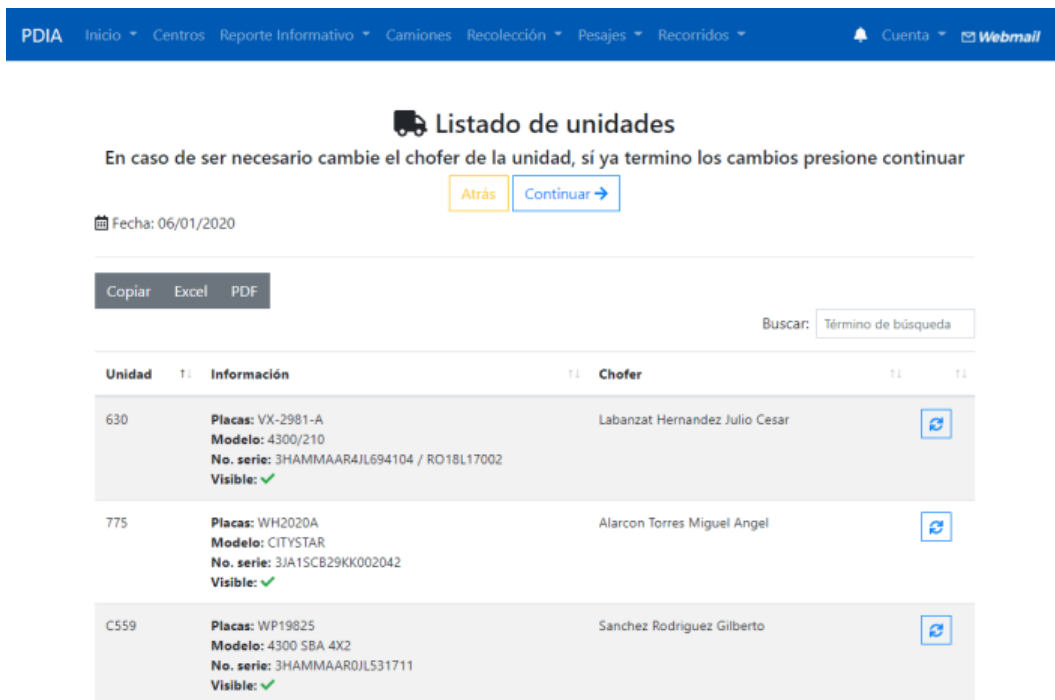 PDIA Inicio Centros Reporte Informativo Camiones Recolección Pesajes Recorridos Cuenta Webmail
Listado de unidades
En caso de ser necesario cambie el chofer de la unidad, sí ya termino los cambios presione continuar
Atrás Continuar
Fecha: 06/01/2020
Copiar Excel PDF
Buscar: Término de búsqueda
Unidad Información Chofer
630 Placas: VX-2981-A Labanzat Hernandez Julio Cesar
Modelo: 4300/210
No. serie: 3HAMMAAR4JL694104 / RO18L17002
Visible:
775 Placas: WH2020A Alarcon Torres Miguel Angel
Modelo: CITYSTAR
No. serie: 3JA1SCB29KK002042
Visible:
C559 Placas: WP19825 Sanchez Rodriguez Gilberto
Modelo: 4300 SBA 4X2
No. serie: 3HAMMAAR0JL531711
Visible: